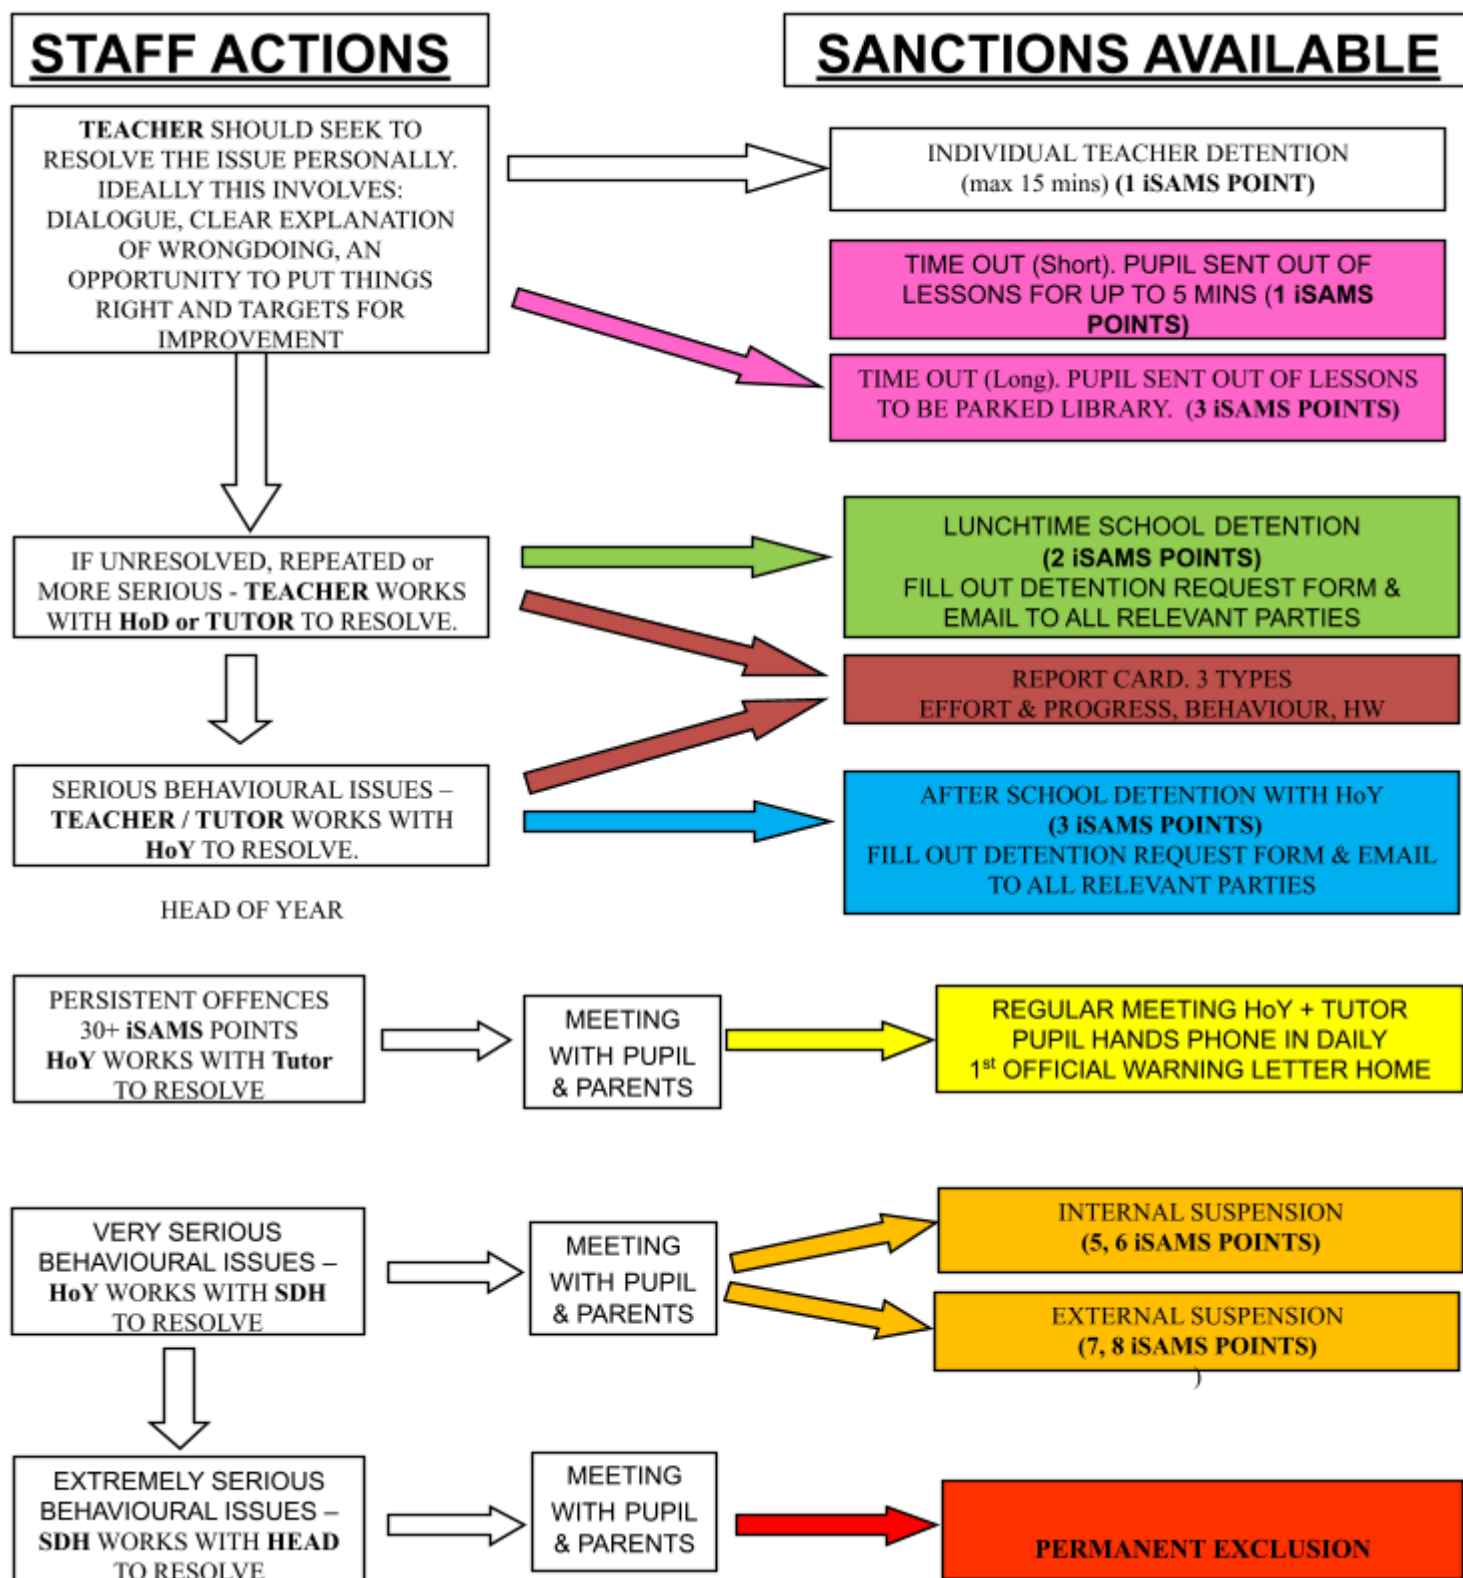 STAFF ACTIONS
SANCTIONS AVAILABLE
TEACHER SHOULD SEEK TO
RESOLVE THE ISSUE PERSONALLY.
IDEALLY THIS INVOLVES:
DIALOGUE, CLEAR EXPLANATION
OF WRONGDOING, AN
OPPORTUNITY TO PUT THINGS
RIGHT AND TARGETS FOR
IMPROVEMENT
INDIVIDUAL TEACHER DETENTION
(max 15 mins) (1 iSAMS POINT)
TIME OUT (Short). PUPIL SENT OUT OF
LESSONS FOR UP TO 5 MINS (1 iSAMS
POINTS)
TIME OUT (Long). PUPIL SENT OUT OF LESSONS
TO BE PARKED LIBRARY. (3 iSAMS POINTS)
IF UNRESOLVED, REPEATED or
MORE SERIOUS - TEACHER WORKS
WITH HoD or TUTOR TO RESOLVE.
LUNCHTIME SCHOOL DETENTION
(2 iSAMS POINTS)
FILL OUT DETENTION REQUEST FORM &
EMAIL TO ALL RELEVANT PARTIES
REPORT CARD. 3 TYPES
EFFORT & PROGRESS, BEHAVIOUR, HW
SERIOUS BEHAVIOURAL ISSUES –
TEACHER / TUTOR WORKS WITH
HoY TO RESOLVE.
AFTER SCHOOL DETENTION WITH HoY
(3 iSAMS POINTS)
FILL OUT DETENTION REQUEST FORM & EMAIL
TO ALL RELEVANT PARTIES
HEAD OF YEAR
PERSISTENT OFFENCES
30+ iSAMS POINTS
HoY WORKS WITH Tutor
TO RESOLVE
MEETING
WITH PUPIL
& PARENTS
REGULAR MEETING HoY + TUTOR
PUPIL HANDS PHONE IN DAILY
1st OFFICIAL WARNING LETTER HOME
VERY SERIOUS
BEHAVIOURAL ISSUES –
HoY WORKS WITH SDH
TO RESOLVE
MEETING
WITH PUPIL
& PARENTS
INTERNAL SUSPENSION
(5, 6 iSAMS POINTS)
EXTERNAL SUSPENSION
(7, 8 iSAMS POINTS)
)
EXTREMELY SERIOUS
BEHAVIOURAL ISSUES –
SDH WORKS WITH HEAD
TO RESOLVE
MEETING
WITH PUPIL
& PARENTS
PERMANENT EXCLUSION